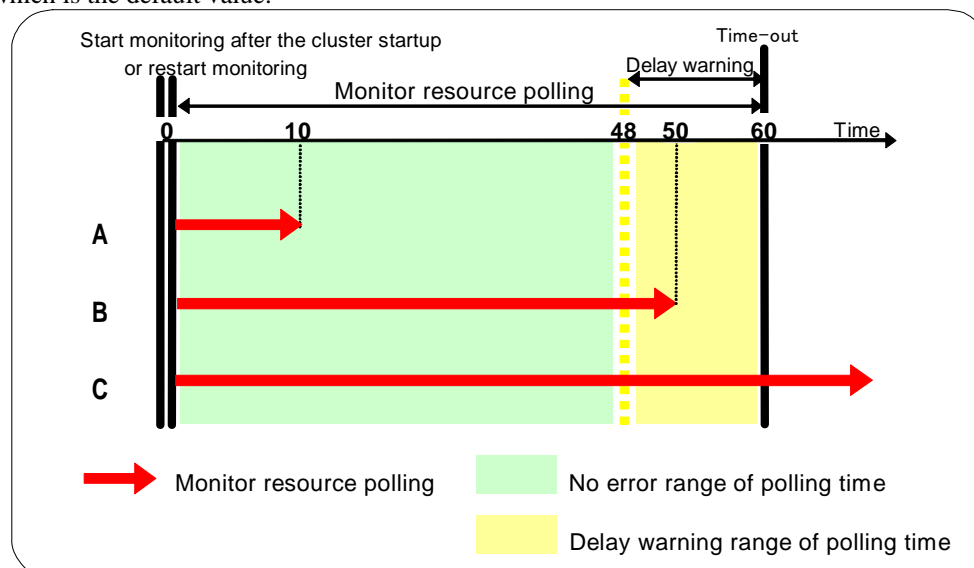 which is the default value.
Start monitoring after the cluster startup
or restart monitoring
Time-out
Delay warning
Monitor resource polling
0 10 48 50 60 Time
A
B
C
Monitor resource polling
No error range of polling time
Delay warning range of polling time